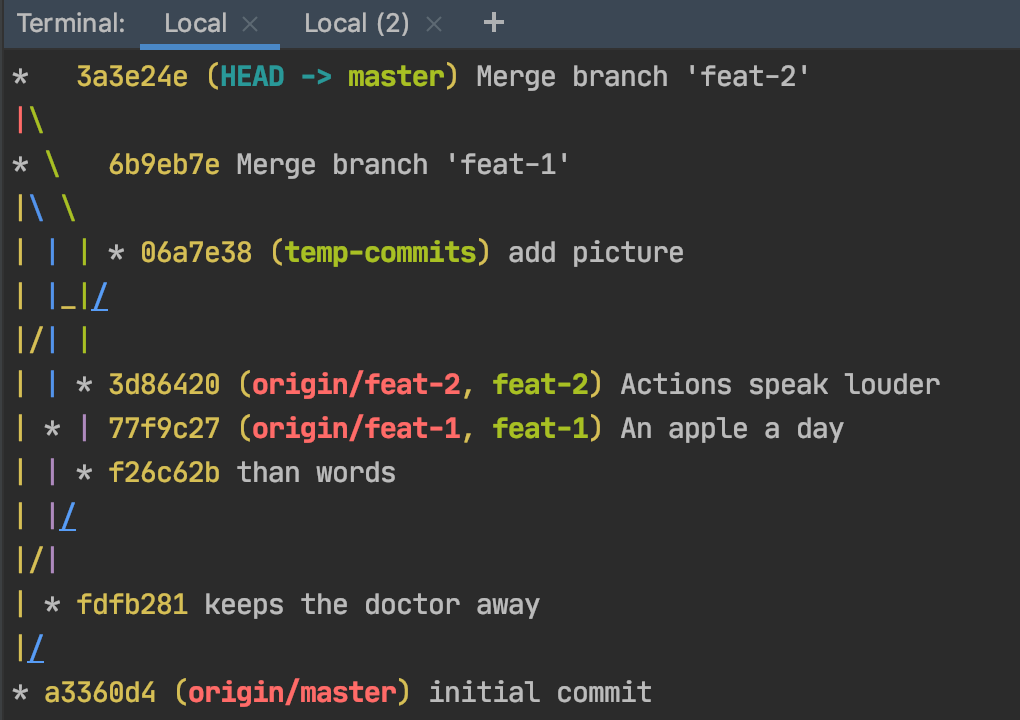 Terminal: Local × Local (2) × +
*   3a3e24e (HEAD -> master) Merge branch 'feat-2'
|\
* \   6b9eb7e Merge branch 'feat-1'
|\ \
| | | * 06a7e38 (temp-commits) add picture
| |_|/
|/| |
| | * 3d86420 (origin/feat-2, feat-2) Actions speak louder
| * | 77f9c27 (origin/feat-1, feat-1) An apple a day
| | * f26c62b than words
| |/
|/|
| * fdfb281 keeps the doctor away
|/
* a3360d4 (origin/master) initial commit